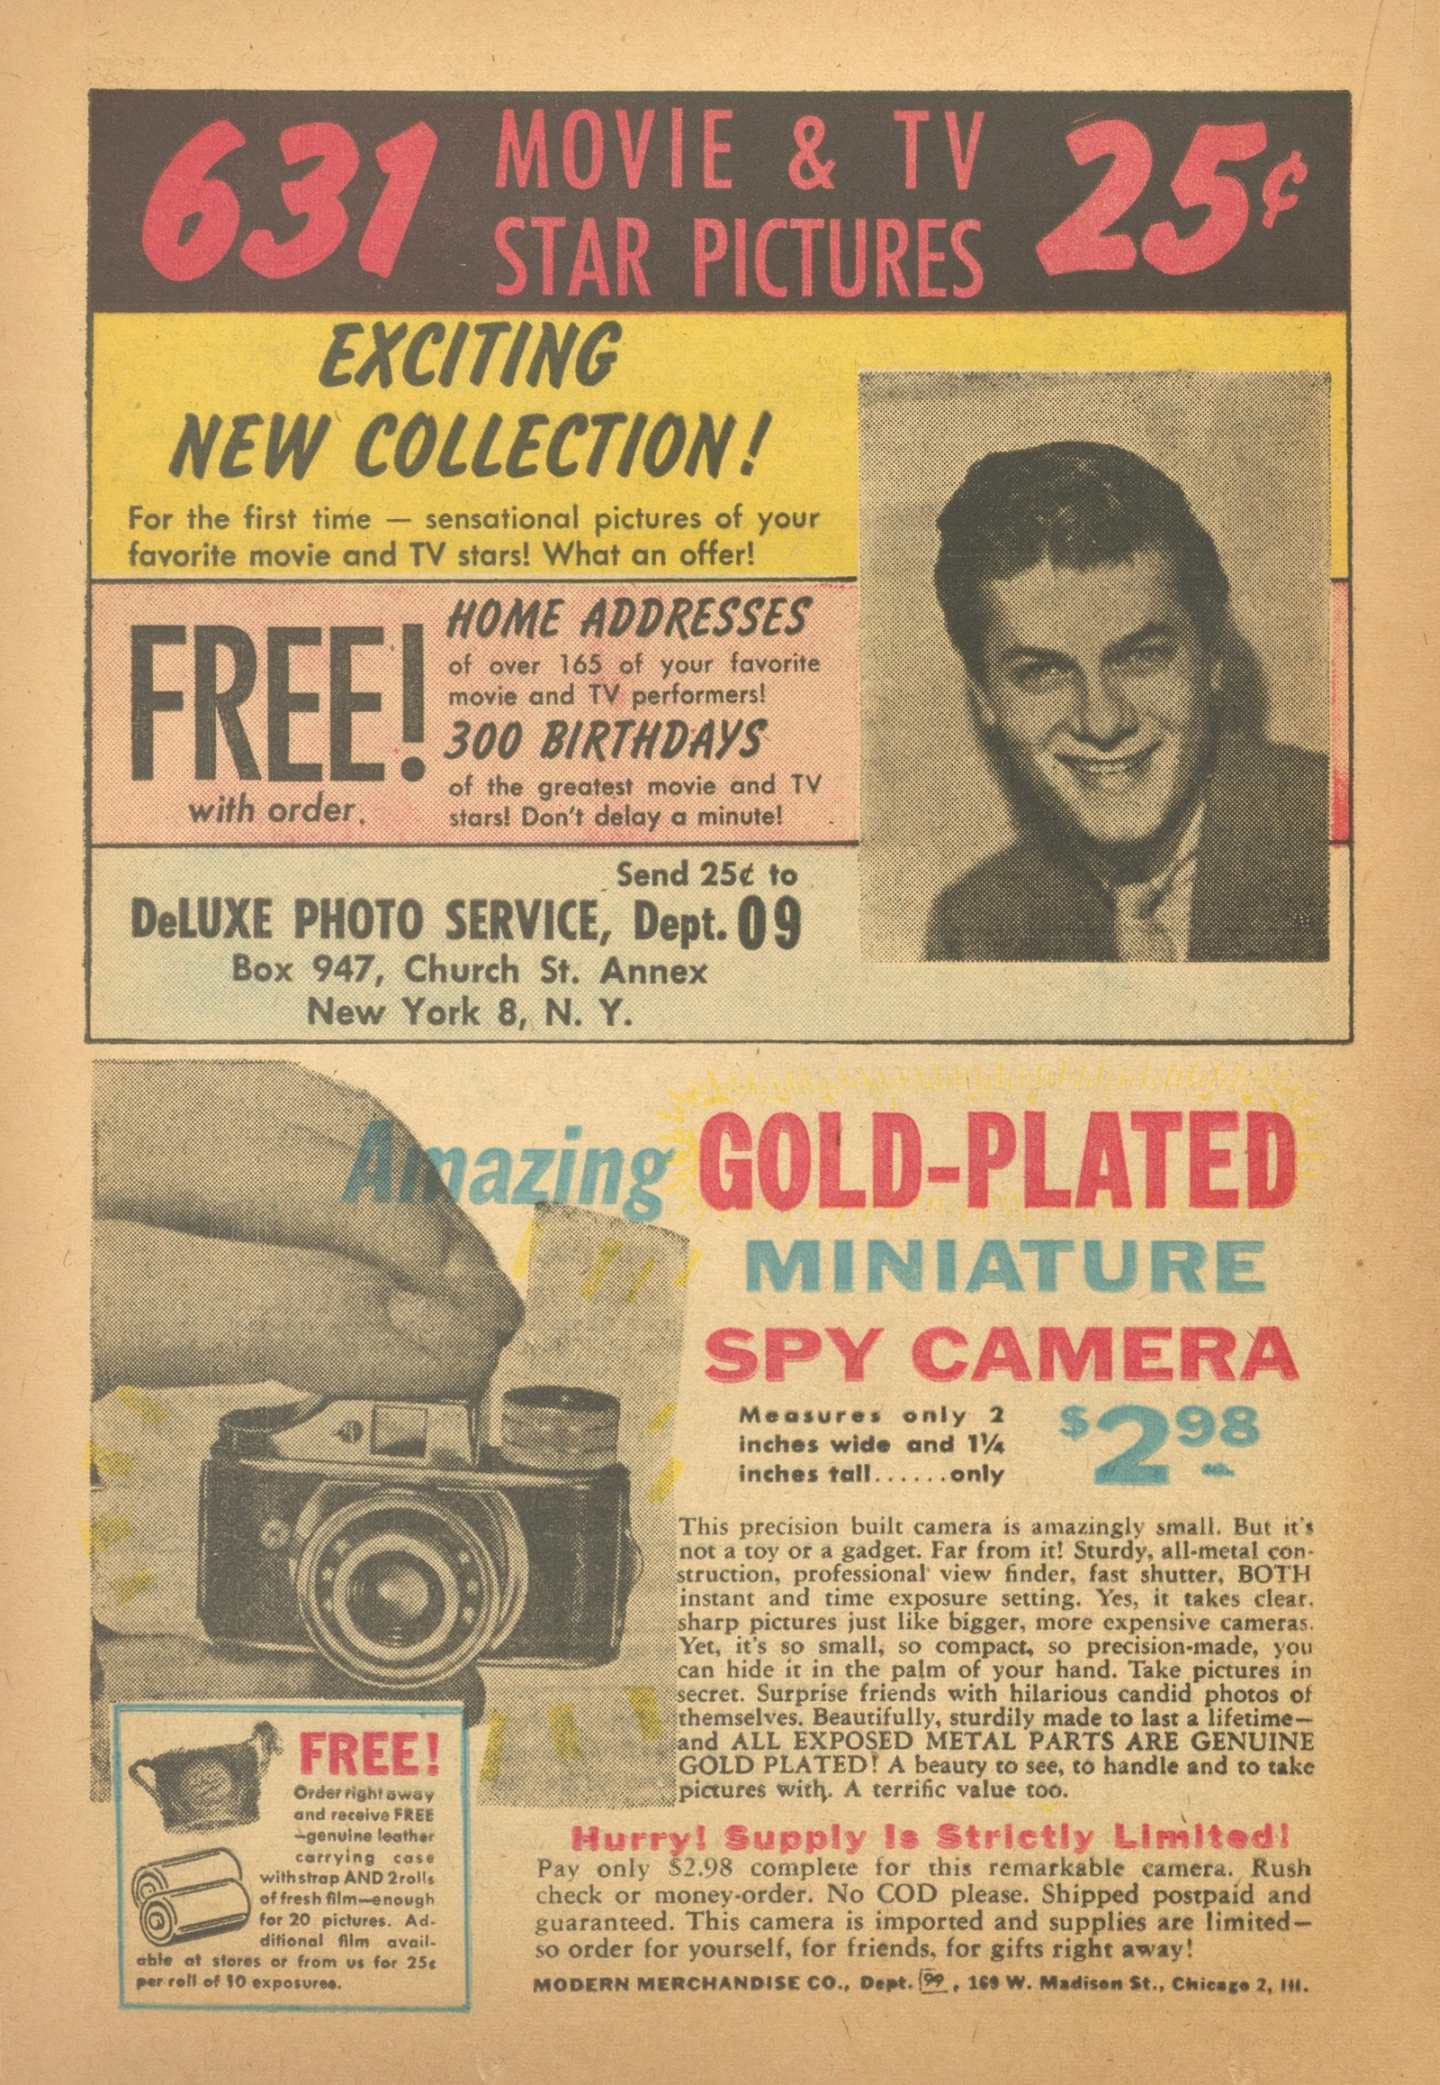 631 MOVIE & TV STAR PICTURES 25¢
EXCITING
NEW COLLECTION!
For the first time — sensational pictures of your
favorite movie and TV stars! What an offer!
FREE!
with order.
HOME ADDRESSES
of over 165 of your favorite
movie and TV performers!
300 BIRTHDAYS
of the greatest movie and TV
stars! Don't delay a minute!
Send 25¢ to
DeLUXE PHOTO SERVICE, Dept. 09
Box 947, Church St. Annex
New York 8, N. Y.
Amazing GOLD-PLATED
MINIATURE
SPY CAMERA
Measures only 2
inches wide and 1¼
inches tall......only
$2.98
This precision built camera is amazingly small. But it's
not a toy or a gadget. Far from it! Sturdy, all-metal con-
struction, professional view finder, fast shutter, BOTH
instant and time exposure setting. Yes, it takes clear,
sharp pictures just like bigger, more expensive cameras.
Yet, it's so small, so compact, so precision-made, you
can hide it in the palm of your hand. Take pictures in
secret. Surprise friends with hilarious candid photos of
themselves. Beautifully, sturdily made to last a lifetime—
and ALL EXPOSED METAL PARTS ARE GENUINE
GOLD PLATED! A beauty to see, to handle and to take
pictures with. A terrific value too.
FREE!
Order right away
and receive FREE
—genuine leather
carrying case
with strap AND 2 rolls
of fresh film—enough
for 20 pictures. Ad-
ditional film avail-
able at stores or from us for 25¢
per roll of 10 exposures.
Hurry! Supply Is Strictly Limited!
Pay only $2.98 complete for this remarkable camera. Rush
check or money-order. No COD please. Shipped postpaid and
guaranteed. This camera is imported and supplies are limited—
so order for yourself, for friends, for gifts right away!
MODERN MERCHANDISE CO., Dept. 99, 169 W. Madison St., Chicago 2, Ill.